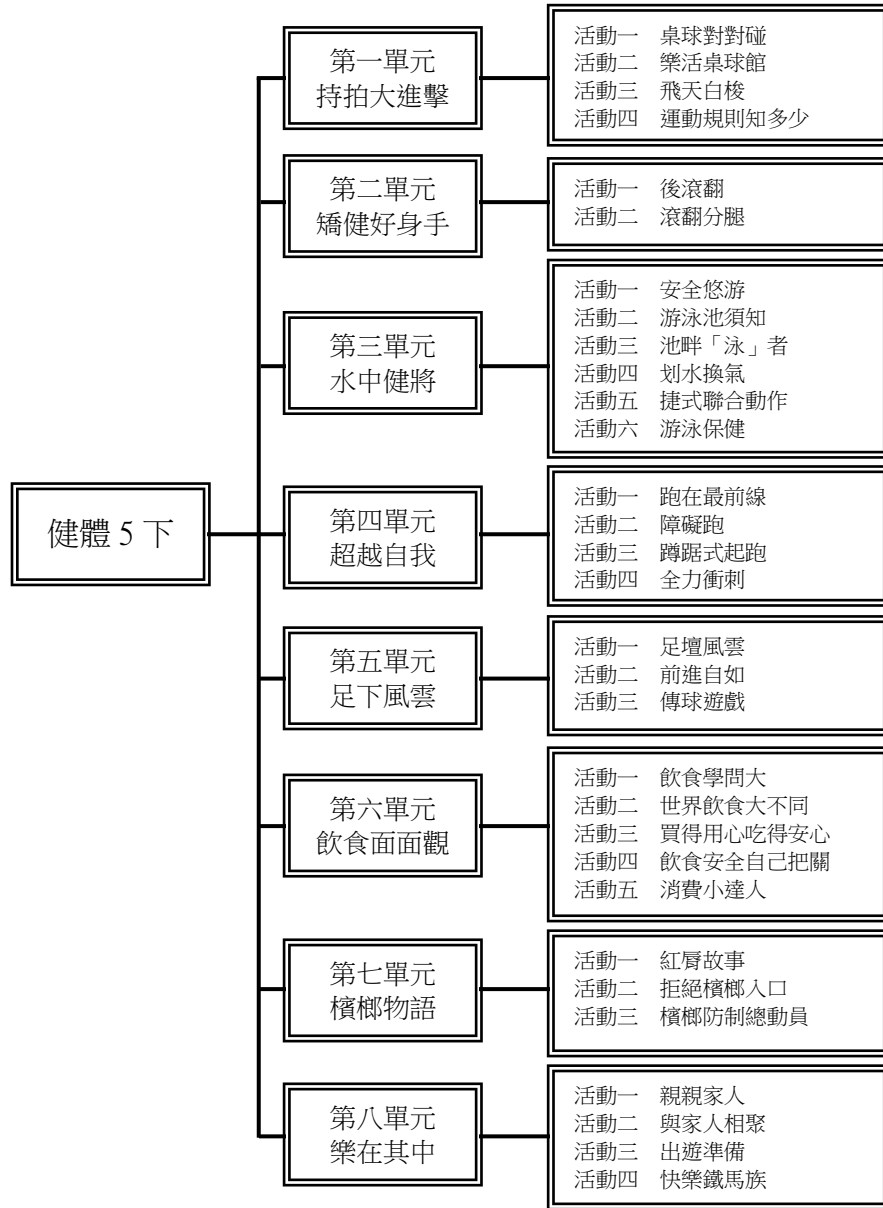 健體 5 下
第一單元
持拍大進擊
活動一　桌球對對碰
活動二　樂活桌球館
活動三　飛天白梭
活動四　運動規則知多少
第二單元
矯健好身手
活動一　後滾翻
活動二　滾翻分腿
第三單元
水中健將
活動一　安全悠游
活動二　游泳池須知
活動三　池畔「泳」者
活動四　划水換氣
活動五　捷式聯合動作
活動六　游泳保健
第四單元
超越自我
活動一　跑在最前線
活動二　障礙跑
活動三　蹲踞式起跑
活動四　全力衝刺
第五單元
足下風雲
活動一　足壇風雲
活動二　前進自如
活動三　傳球遊戲
第六單元
飲食面面觀
活動一　飲食學問大
活動二　世界飲食大不同
活動三　買得用心吃得安心
活動四　飲食安全自己把關
活動五　消費小達人
第七單元
檳榔物語
活動一　紅脣故事
活動二　拒絕檳榔入口
活動三　檳榔防制總動員
第八單元
樂在其中
活動一　親親家人
活動二　與家人相聚
活動三　出遊準備
活動四　快樂鐵馬族